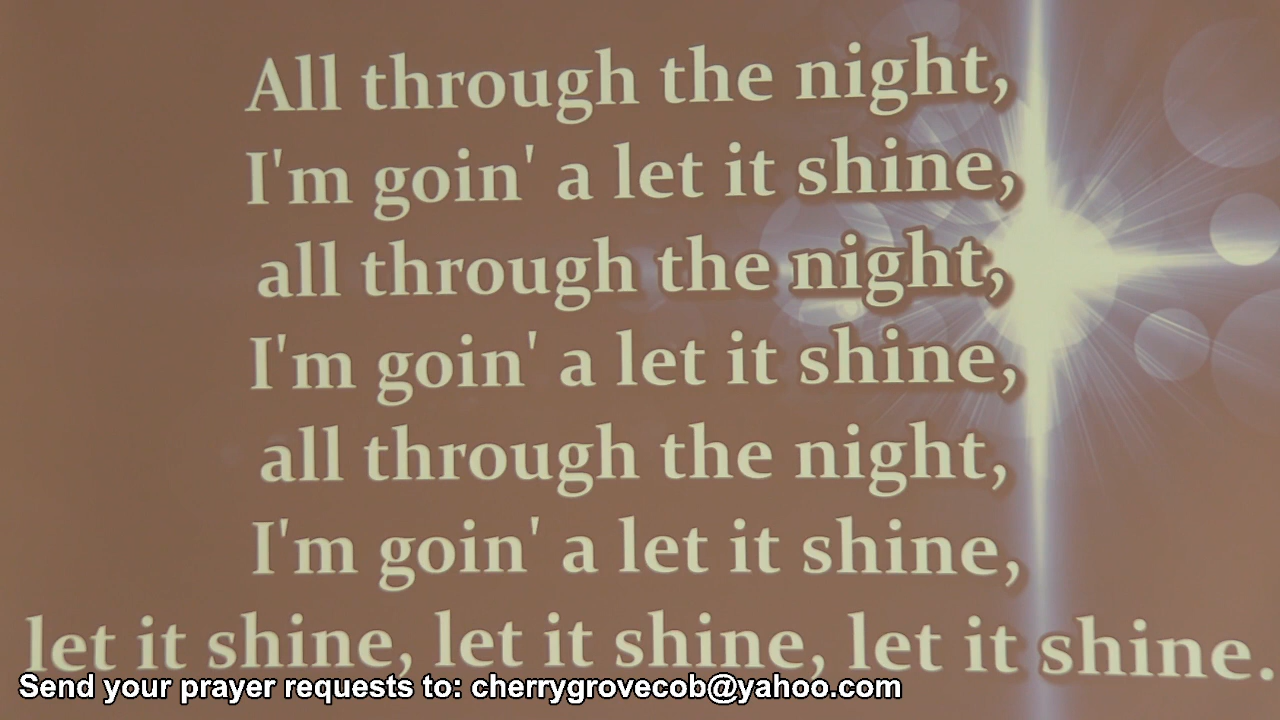 All through the night,
I'm goin' a let it shine,
all through the night,
I'm goin' a let it shine,
all through the night,
I'm goin' a let it shine,
let it shine, let it shine, let it shine.
Send your prayer requests to: cherrygrovecob@yahoo.com